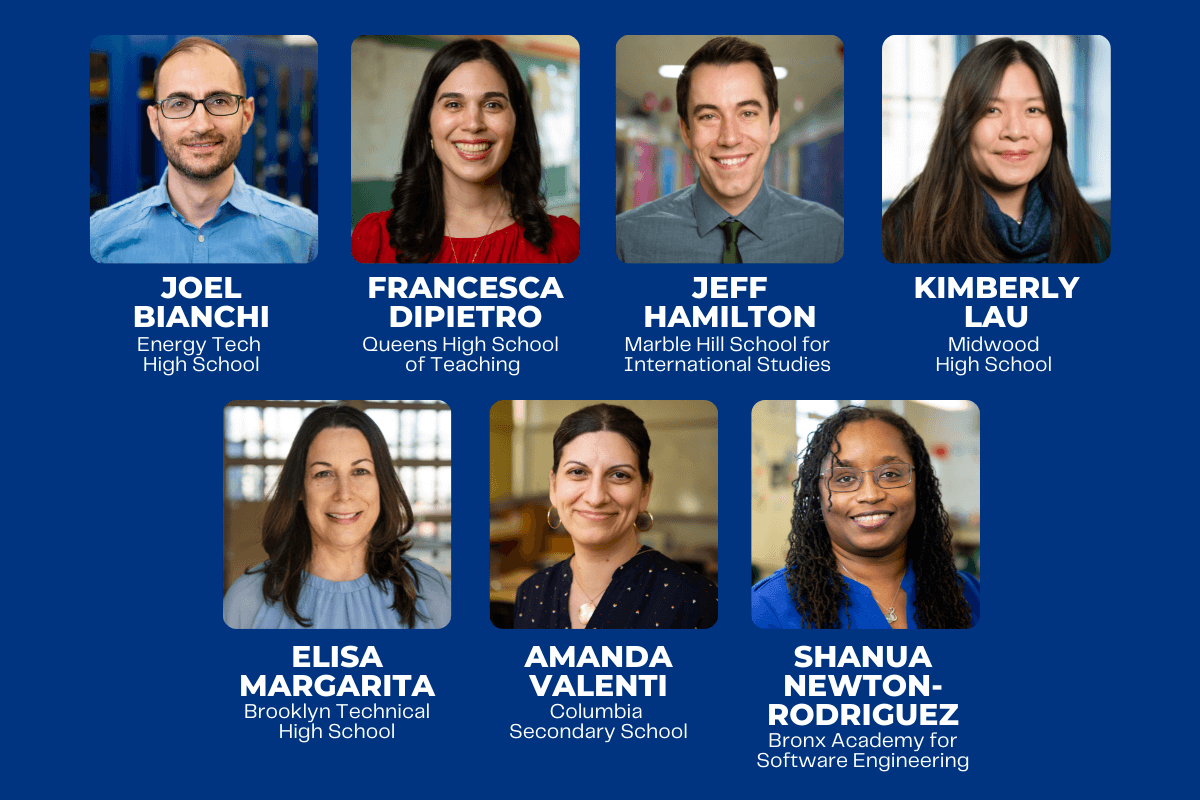 JOEL
BIANCHI
Energy Tech
High School
FRANCESCA
DIPIETRO
Queens High School
of Teaching
JEFF
HAMILTON
Marble Hill School for
International Studies
KIMBERLY
LAU
Midwood
High School
ELISA
MARGARITA
Brooklyn Technical
High School
AMANDA
VALENTI
Columbia
Secondary School
SHANUA
NEWTON-
RODRIGUEZ
Bronx Academy for
Software Engineering